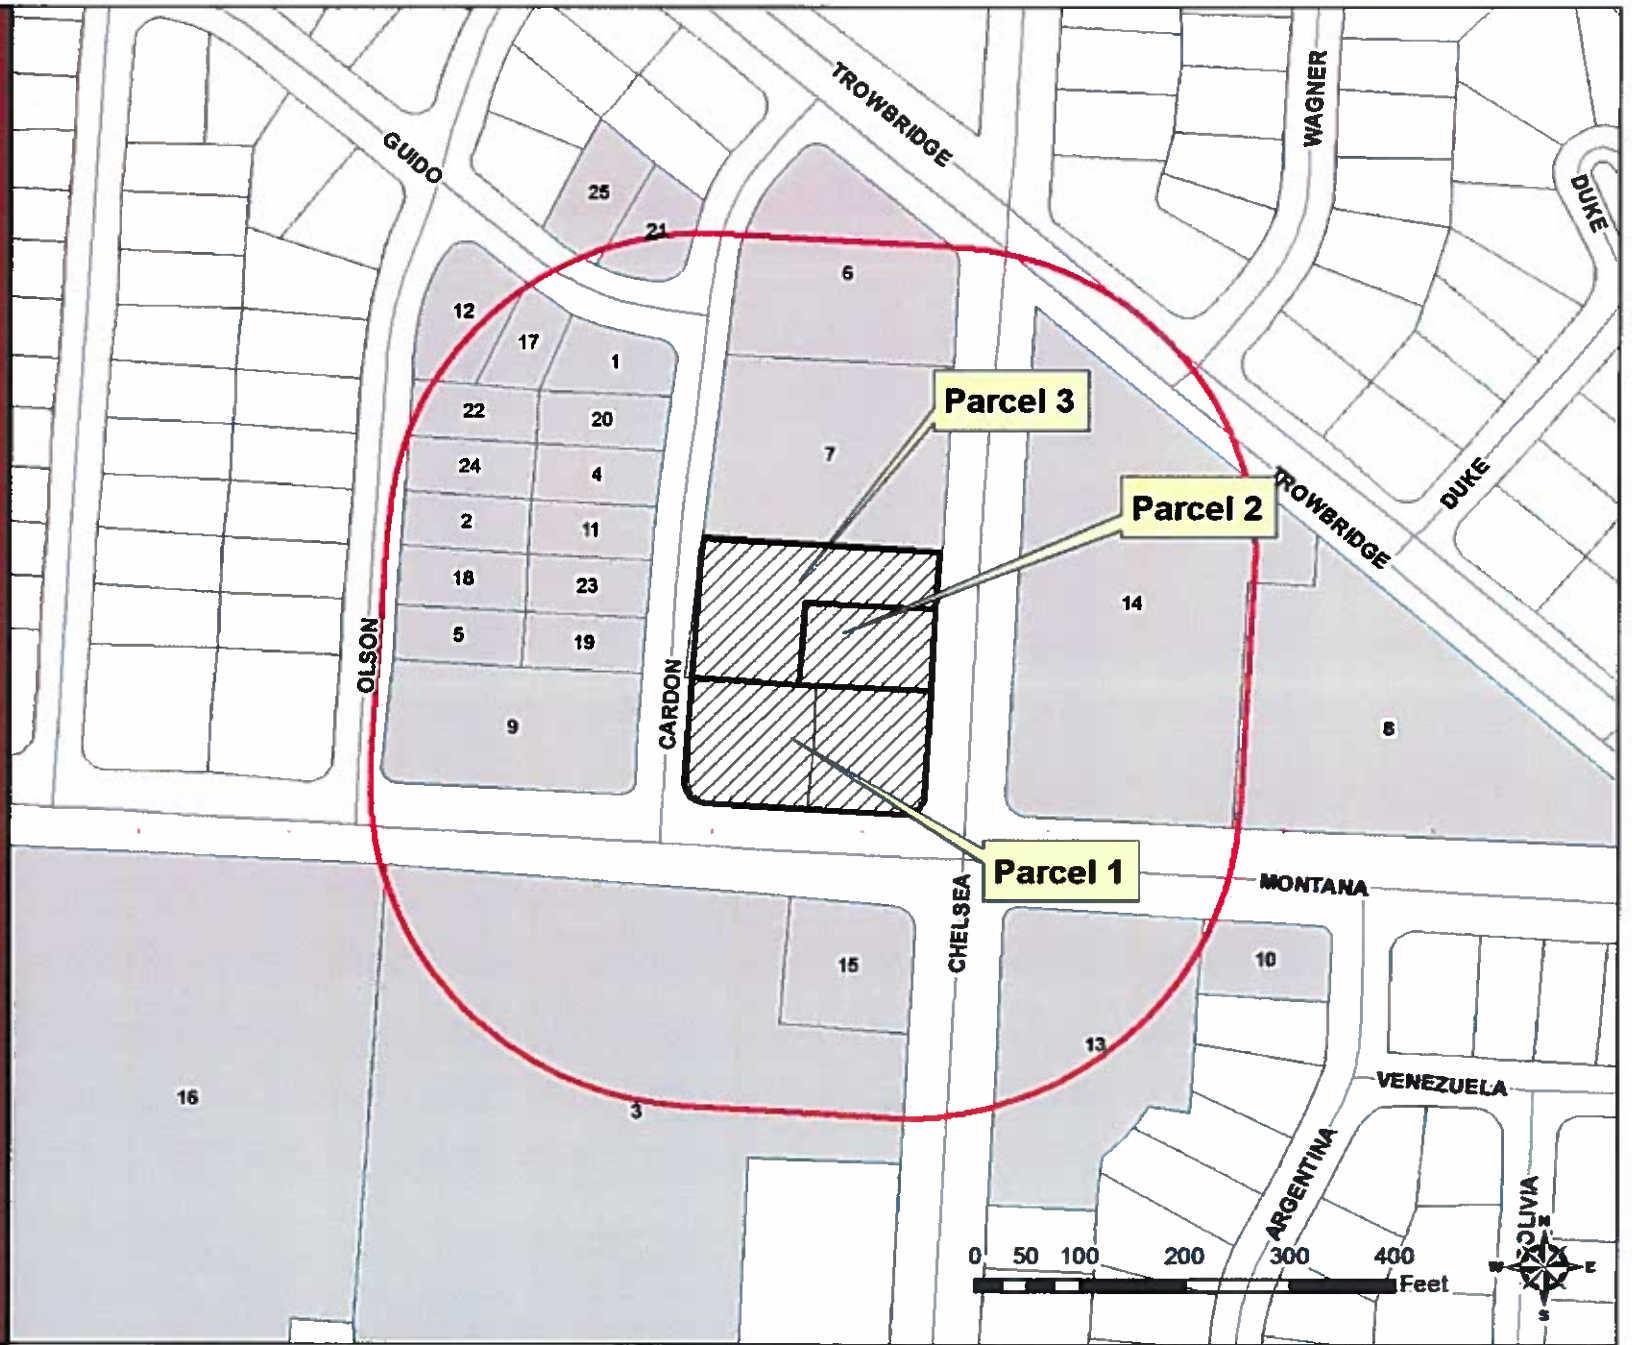 TROWBRIDGE
WAGNER
GUIDO
DUKE
25
21
6
12
17
1
Parcel 3
22
20
7
24
4
Parcel 2
DUKE
TROWBRIDGE
2
11
18
23
14
5
19
OLSON
CARDON
9
8
Parcel 1
MONTANA
CHELSEA
15
10
13
16
3
VENEZUELA
ARGENTINA
OLIVIA
N
W
E
S
0 50 100 200 300 400
Feet